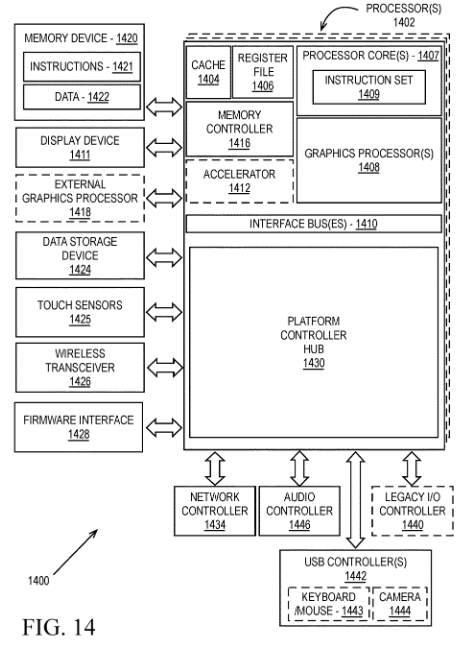 PROCESSOR(S)
1402
MEMORY DEVICE - 1420
INSTRUCTIONS - 1421
DATA - 1422
DISPLAY DEVICE
1411
EXTERNAL
GRAPHICS PROCESSOR
1418
DATA STORAGE
DEVICE
1424
TOUCH SENSORS
1425
WIRELESS
TRANSCEIVER
1426
FIRMWARE INTERFACE
1428
CACHE
1404
REGISTER
FILE
1406
PROCESSOR CORE(S) - 1407
INSTRUCTION SET
1409
MEMORY
CONTROLLER
1416
GRAPHICS PROCESSOR(S)
1408
ACCELERATOR
1412
INTERFACE BUS(ES) - 1410
PLATFORM
CONTROLLER
HUB
1430
NETWORK
CONTROLLER
1434
AUDIO
CONTROLLER
1446
LEGACY I/O
CONTROLLER
1440
USB CONTROLLER(S)
1442
KEYBOARD
/MOUSE - 1443
CAMERA
1444
1400
FIG. 14